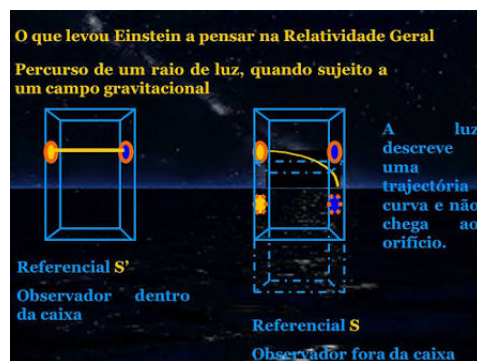 O que levou Einstein a pensar na Relatividade Geral
Percurso de um raio de luz, quando sujeito a
um campo gravitacional
A luz
descreve
uma
trajectória
curva e não
chega ao
orifício.
Referencial S’
Observador dentro
da caixa
Referencial S
Observador fora da caixa